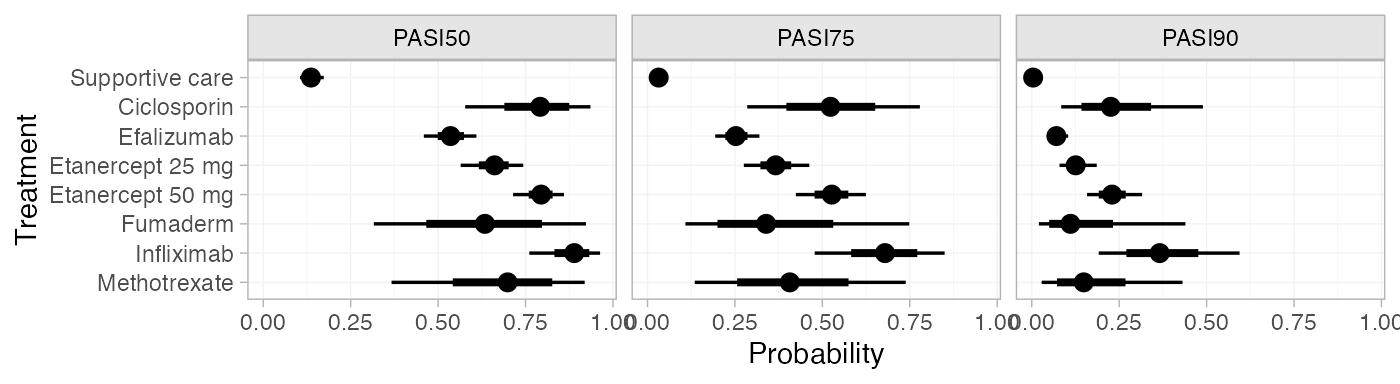 PASI50 PASI75 PASI90
Treatment
Supportive care
Ciclosporin
Efalizumab
Etanercept 25 mg
Etanercept 50 mg
Fumaderm
Infliximab
Methotrexate
0.00 0.25 0.50 0.75 1.00 0.00 0.25 0.50 0.75 1.00 0.00 0.25 0.50 0.75 1.00
Probability